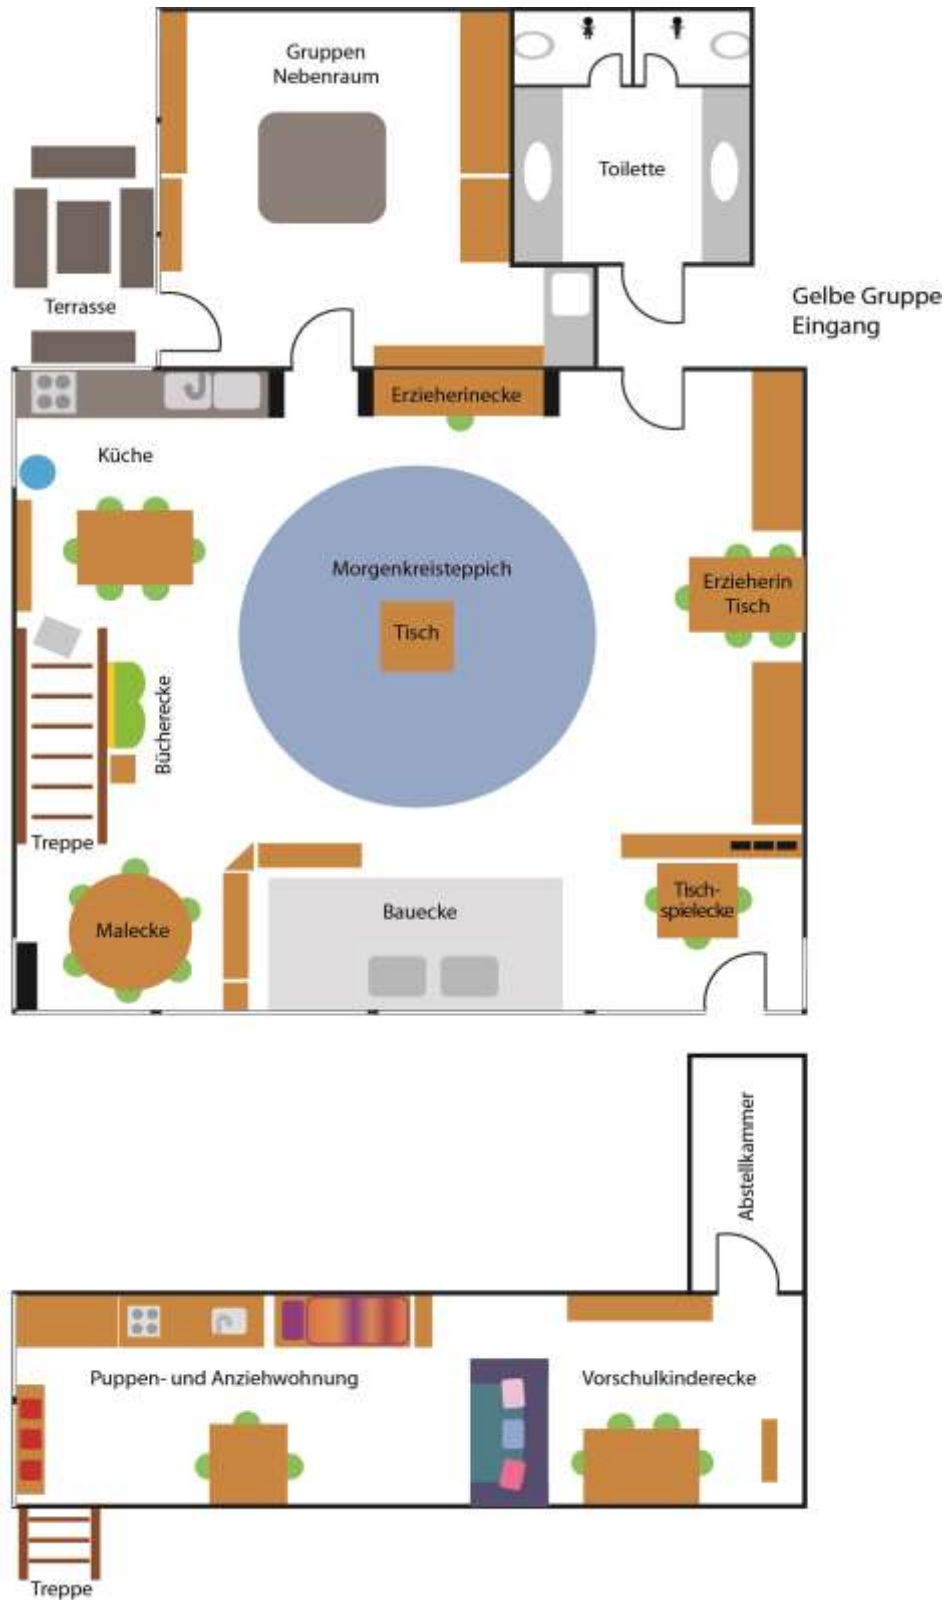 Gruppen
Nebenraum
Toilette
Terrasse
Gelbe Gruppe
Eingang
Erzieherinecke
Küche
Morgenkreisteppich
Tisch
Erzieherin
Tisch
Bücherecke
Treppe
Malecke
Bauecke
Tisch-
spielecke
Abstellkammer
Puppen- und Anziehwohnung
Vorschulkinderecke
Treppe